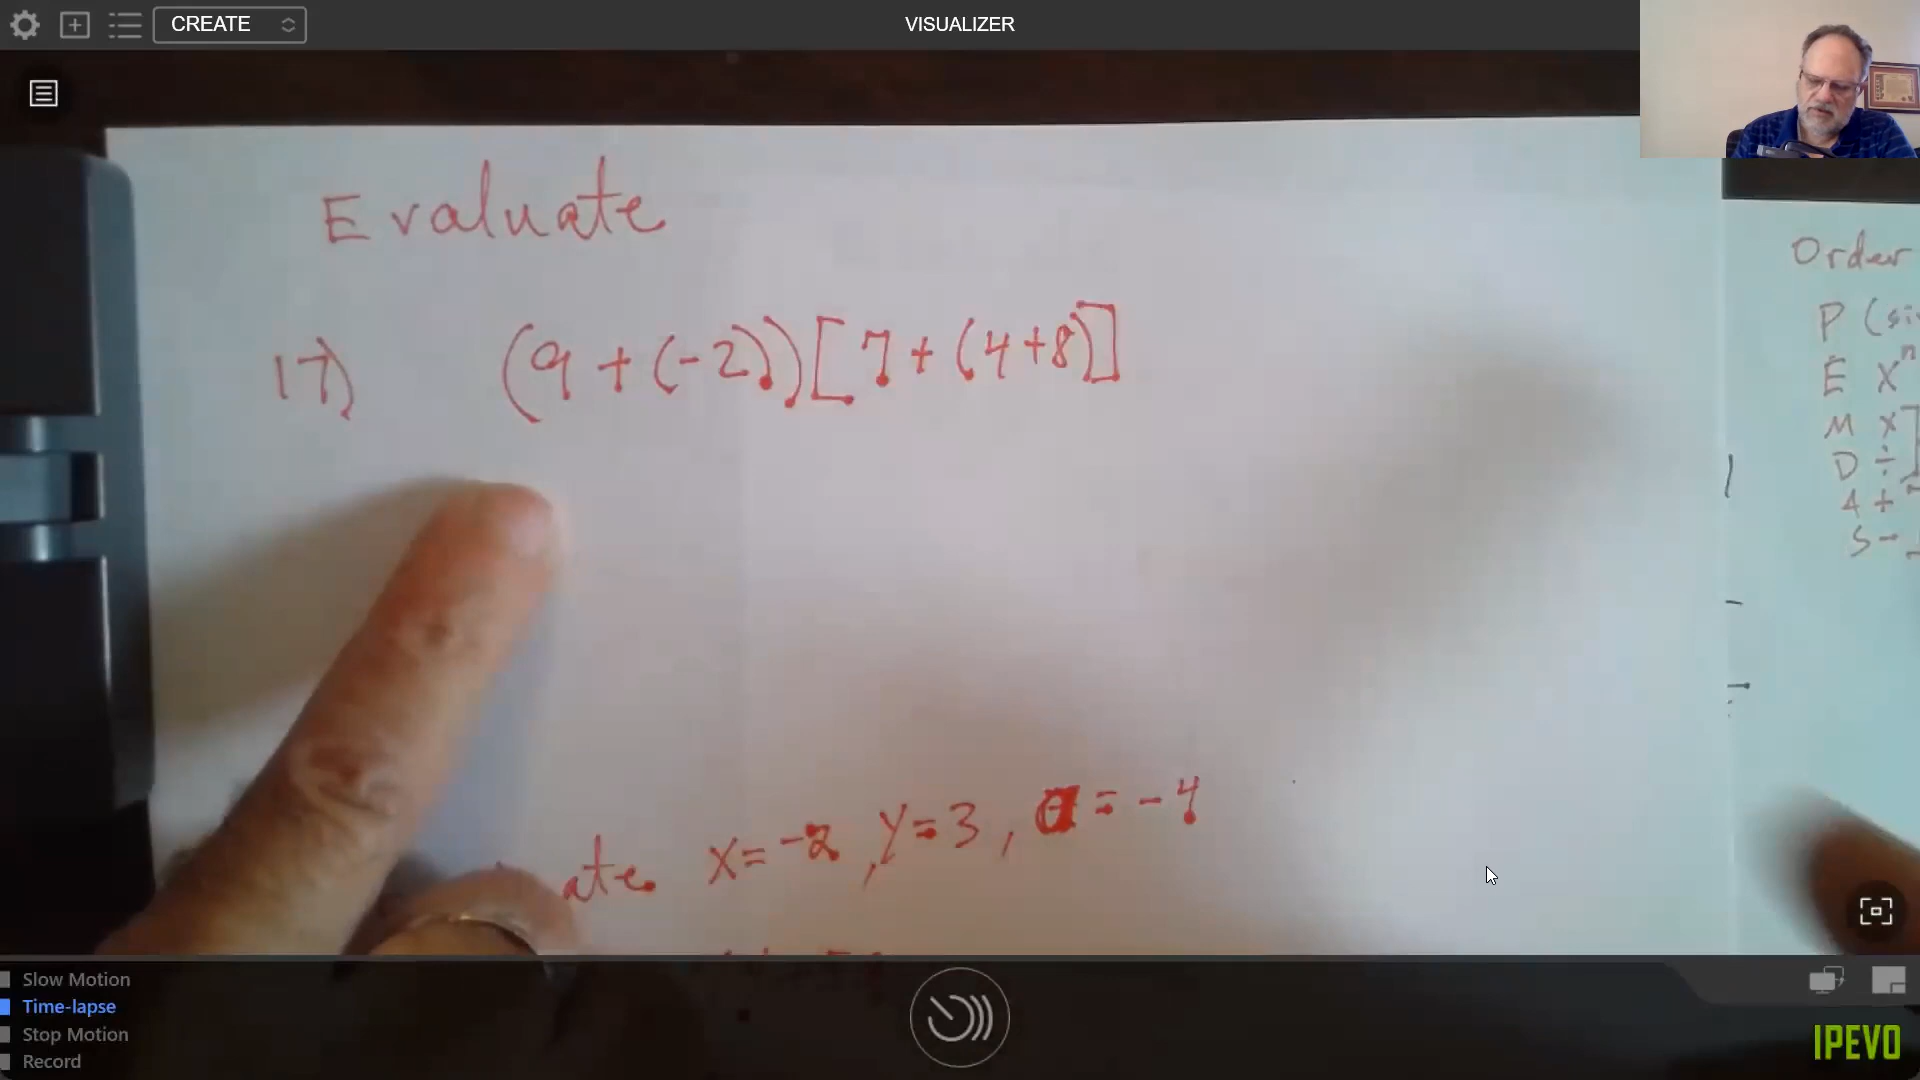 CREATE
VISUALIZER
Evaluate
17) (9 + (-2)) [7 + (4+8)]
Order
P (
E X^n
M X
D ÷
A +
S -
x = -2, y = 3, a = -4
Slow Motion
Time-lapse
Stop Motion
Record
IPEVO